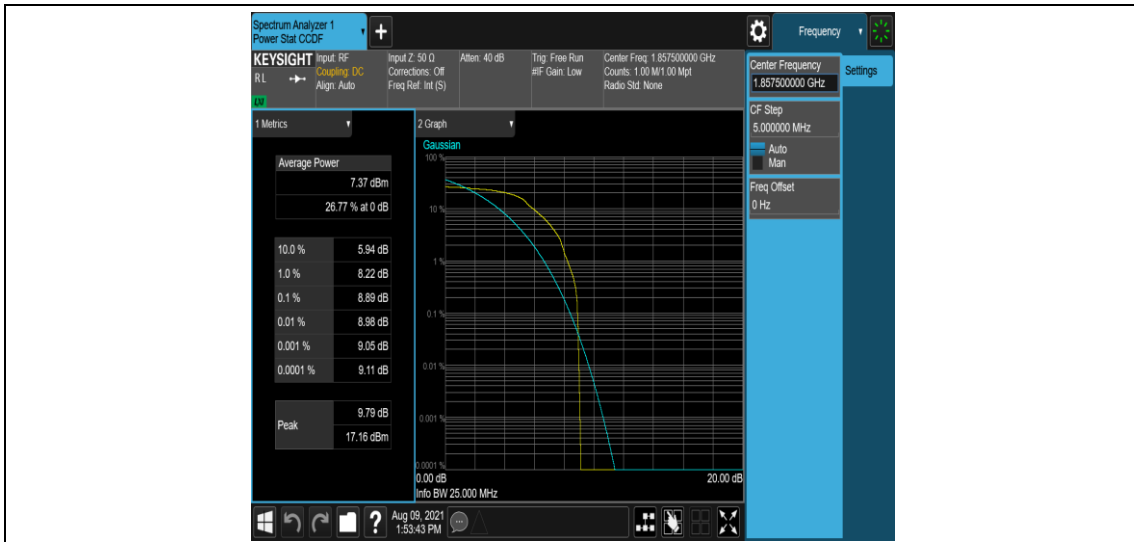 Spectrum Analyzer 1
Power Stat CCDF
Frequency
KEYSIGHT
RL
LM
Input: RF
Coupling: DC
Align: Auto
Input Z: 50 Ω
Corrections: Off
Freq Ref: Int (S)
Atten: 40 dB
Trig: Free Run
#IF Gain: Low
Center Freq: 1.857500000 GHz
Counts: 1.00 M/1.00 Mpt
Radio Std: None
Center Frequency
1.857500000 GHz
Settings
CF Step
5.000000 MHz
Auto
Man
Freq Offset
0 Hz
1 Metrics
Average Power
7.37 dBm
26.77 % at 0 dB
10.0 % 5.94 dB
1.0 % 8.22 dB
0.1 % 8.89 dB
0.01 % 8.98 dB
0.001 % 9.05 dB
0.0001 % 9.11 dB
Peak
9.79 dB
17.16 dBm
2 Graph
Gaussian
100 %
10 %
1 %
0.1 %
0.01 %
0.001 %
0.0001 %
0.00 dB 20.00 dB
Info BW 25.000 MHz
Aug 09, 2021
1:53:43 PM